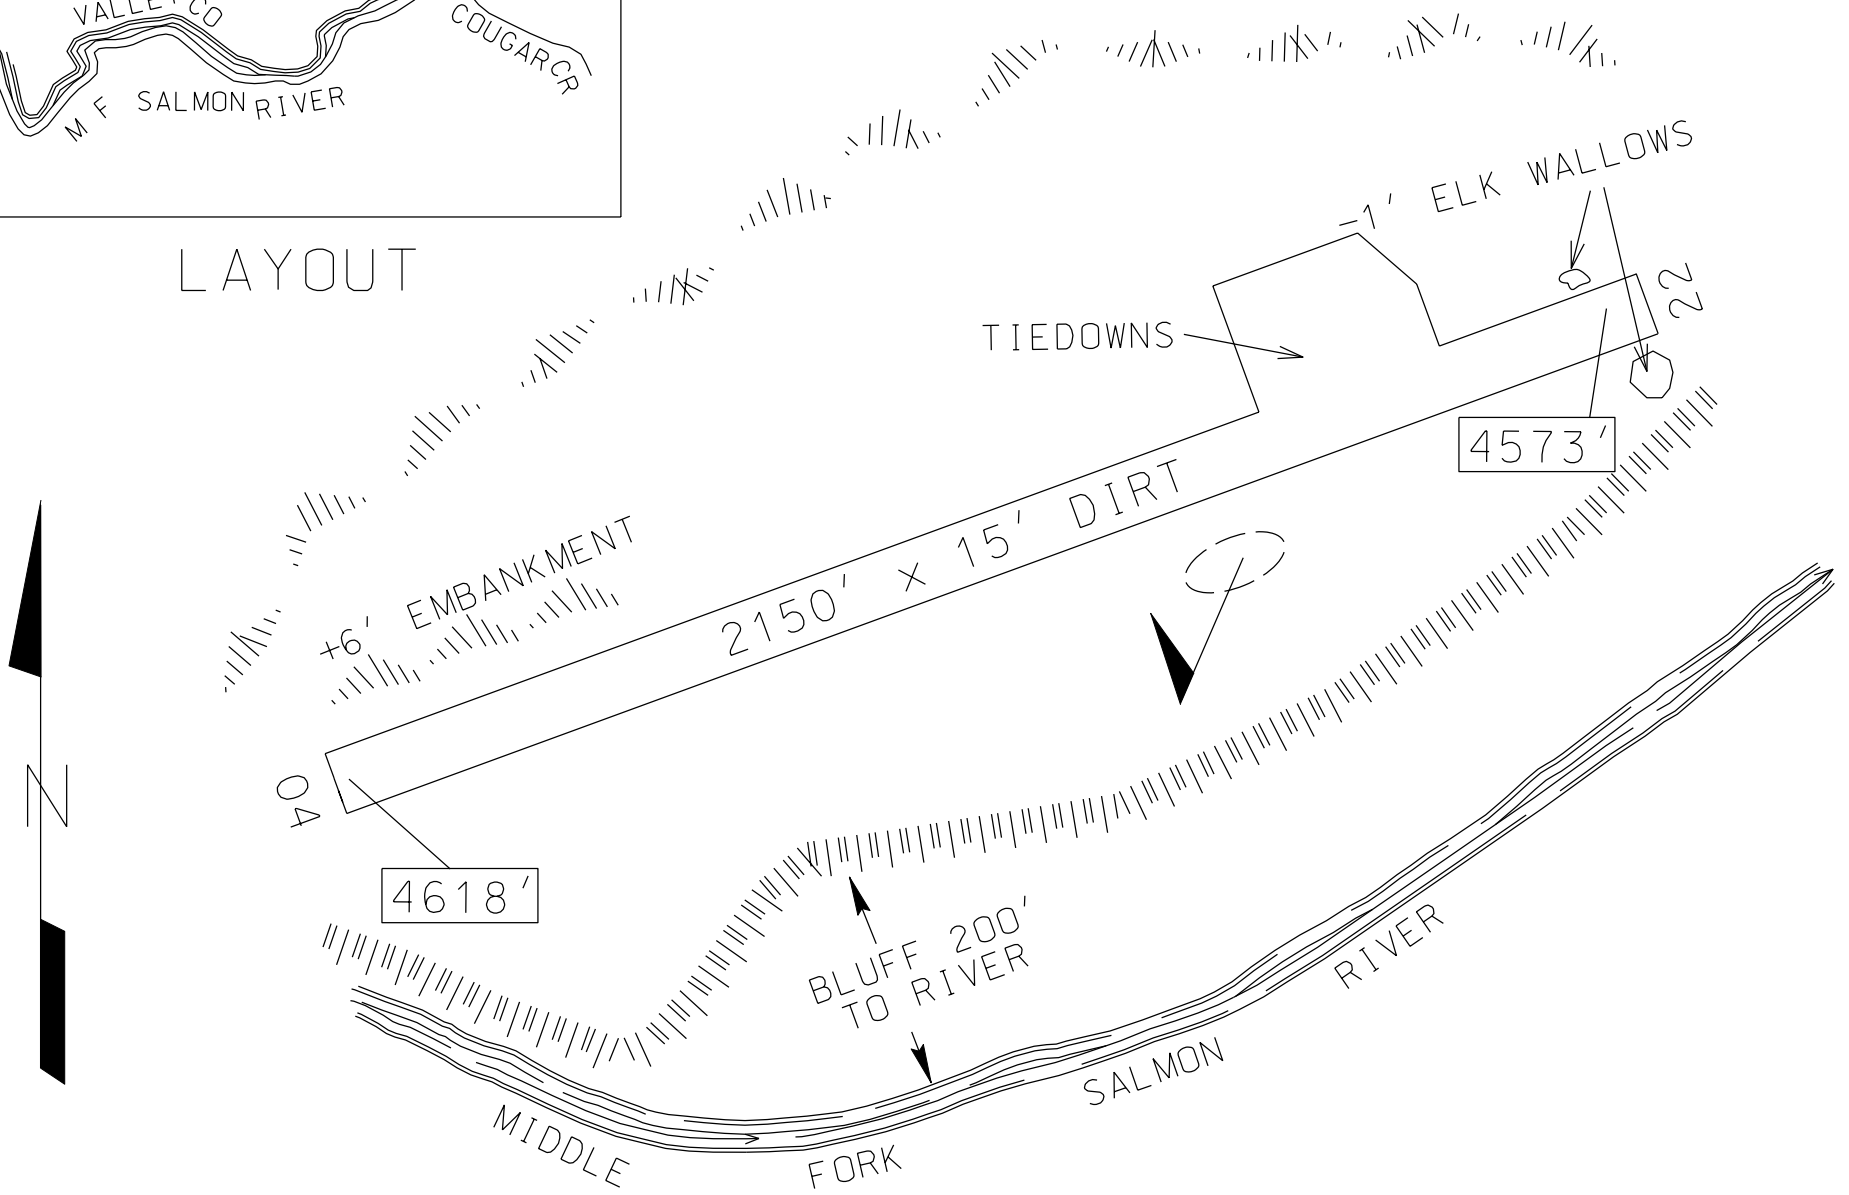 VALLEY CO
COUGAR CR
M F SALMON RIVER
LAYOUT
-1' ELK WALLOWS
22
TIEDOWNS
4573'
2150' x 15' DIRT
+6' EMBANKMENT
N
04
4618'
BLUFF 200'
TO RIVER
MIDDLE FORK SALMON RIVER